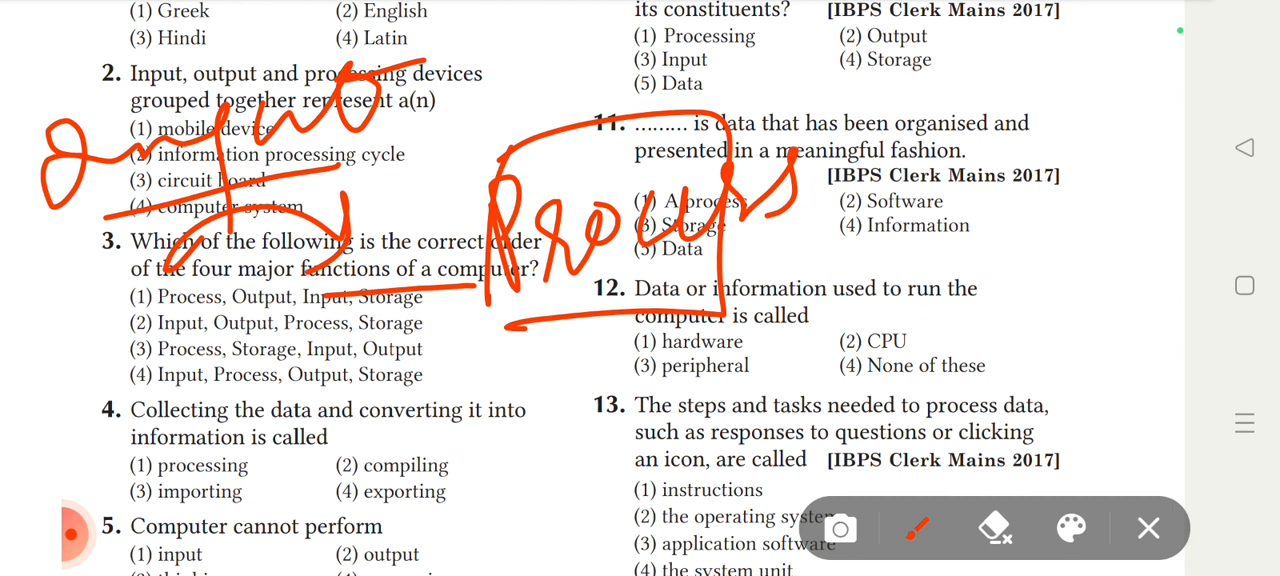 (1) Greek (2) English
(3) Hindi (4) Latin
2. Input, output and processing devices
grouped together represent a(n)
(1) mobile device
(2) information processing cycle
(3) circuit board
(4) computer system
3. Which of the following is the correct order
of the four major functions of a computer?
(1) Process, Output, Input, Storage
(2) Input, Output, Process, Storage
(3) Process, Storage, Input, Output
(4) Input, Process, Output, Storage
4. Collecting the data and converting it into
information is called
(1) processing (2) compiling
(3) importing (4) exporting
5. Computer cannot perform
(1) input (2) output
its constituents? [IBPS Clerk Mains 2017]
(1) Processing (2) Output
(3) Input (4) Storage
(5) Data
11. ......... is data that has been organised and
presented in a meaningful fashion.
[IBPS Clerk Mains 2017]
(1) A process (2) Software
(3) Storage (4) Information
(5) Data
12. Data or information used to run the
computer is called
(1) hardware (2) CPU
(3) peripheral (4) None of these
13. The steps and tasks needed to process data,
such as responses to questions or clicking
an icon, are called [IBPS Clerk Mains 2017]
(1) instructions
(2) the operating system
(3) application software
(4) the system unit
Process